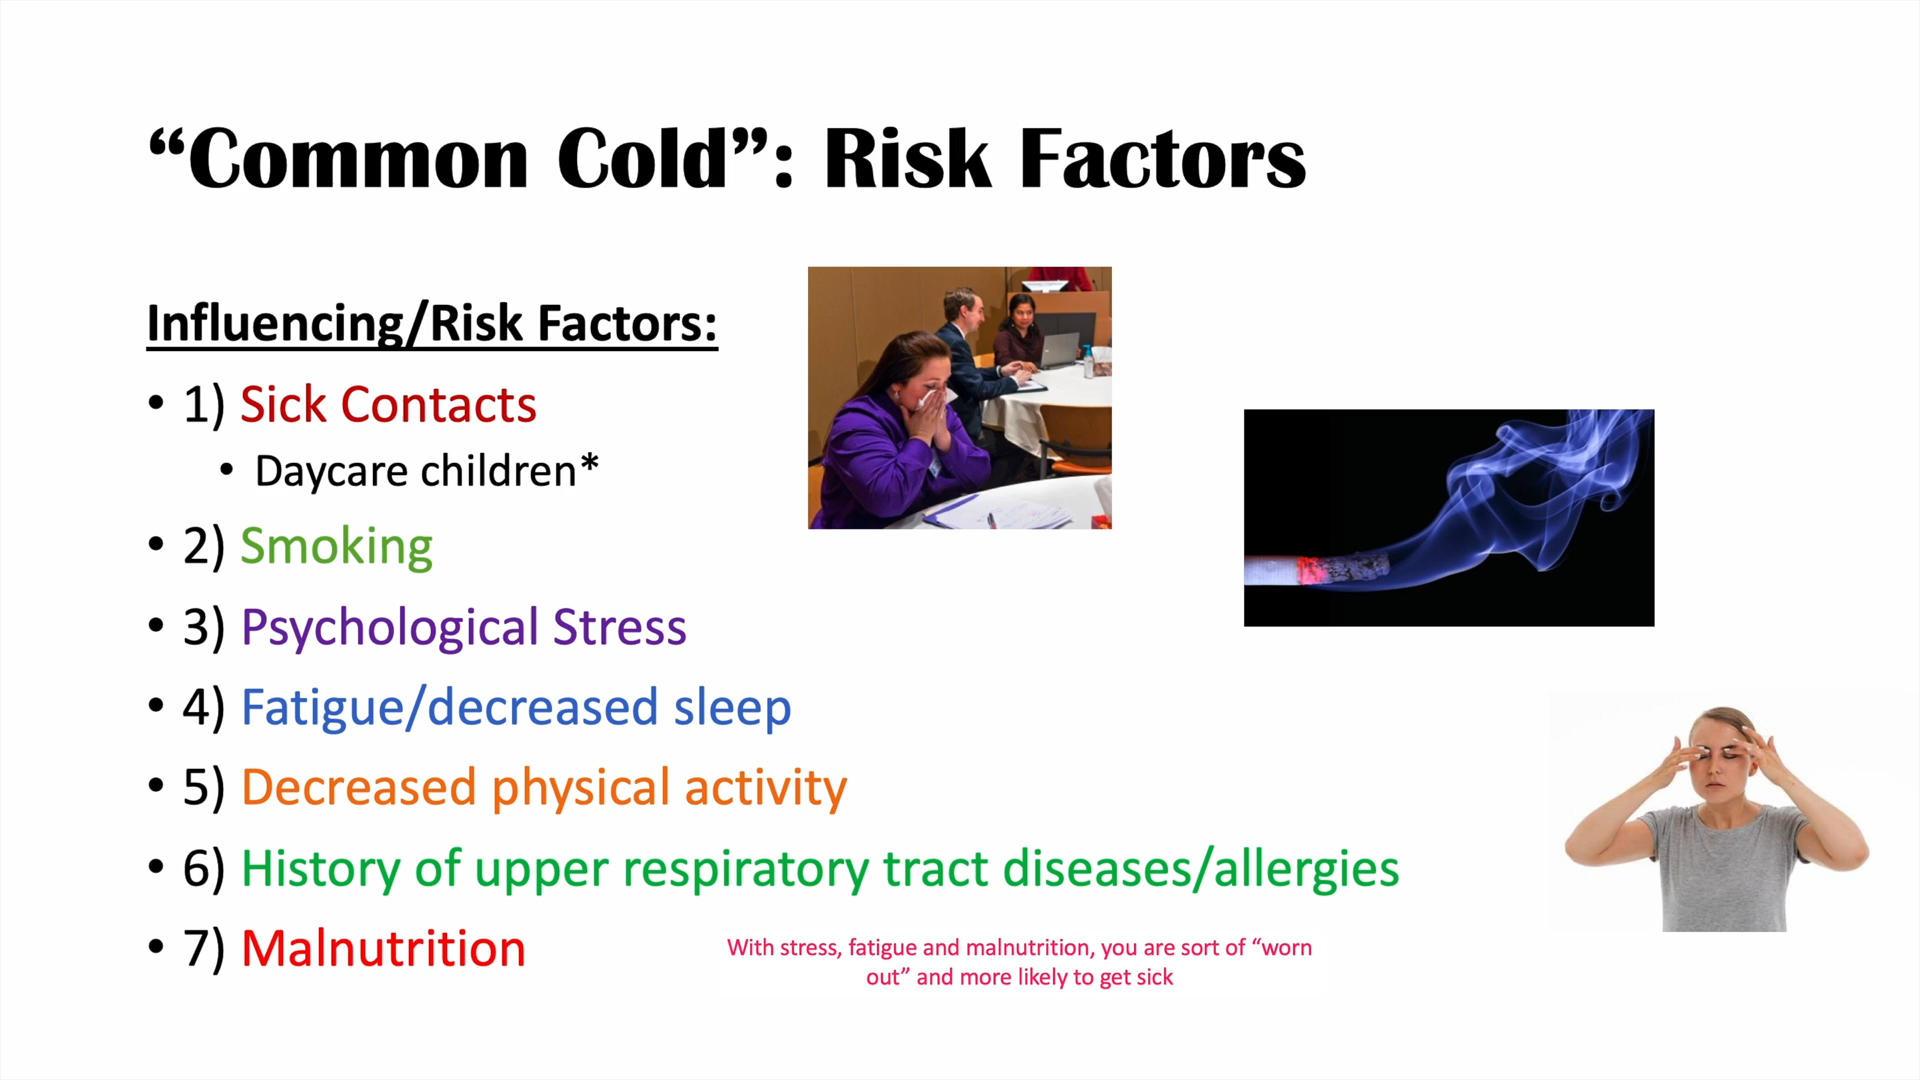 “Common Cold”: Risk Factors
Influencing/Risk Factors:
• 1) Sick Contacts
• Daycare children*
• 2) Smoking
• 3) Psychological Stress
• 4) Fatigue/decreased sleep
• 5) Decreased physical activity
• 6) History of upper respiratory tract diseases/allergies
• 7) Malnutrition
With stress, fatigue and malnutrition, you are sort of “worn
out” and more likely to get sick